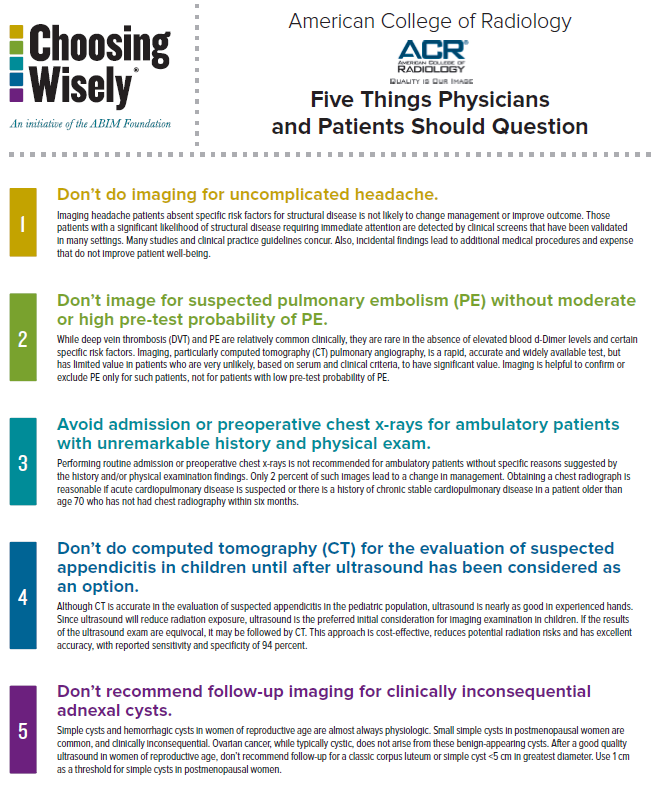 Choosing
Wisely®
An initiative of the ABIM Foundation
American College of Radiology
ACR®
AMERICAN COLLEGE OF
RADIOLOGY
QUALITY IS OUR IMAGE
Five Things Physicians
and Patients Should Question
1
Don’t do imaging for uncomplicated headache.
Imaging headache patients absent specific risk factors for structural disease is not likely to change management or improve outcome. Those
patients with a significant likelihood of structural disease requiring immediate attention are detected by clinical screens that have been validated
in many settings. Many studies and clinical practice guidelines concur. Also, incidental findings lead to additional medical procedures and expense
that do not improve patient well-being.
2
Don’t image for suspected pulmonary embolism (PE) without moderate
or high pre-test probability of PE.
While deep vein thrombosis (DVT) and PE are relatively common clinically, they are rare in the absence of elevated blood d-Dimer levels and certain
specific risk factors. Imaging, particularly computed tomography (CT) pulmonary angiography, is a rapid, accurate and widely available test, but
has limited value in patients who are very unlikely, based on serum and clinical criteria, to have significant value. Imaging is helpful to confirm or
exclude PE only for such patients, not for patients with low pre-test probability of PE.
3
Avoid admission or preoperative chest x-rays for ambulatory patients
with unremarkable history and physical exam.
Performing routine admission or preoperative chest x-rays is not recommended for ambulatory patients without specific reasons suggested by
the history and/or physical examination findings. Only 2 percent of such images lead to a change in management. Obtaining a chest radiograph is
reasonable if acute cardiopulmonary disease is suspected or there is a history of chronic stable cardiopulmonary disease in a patient older than
age 70 who has not had chest radiography within six months.
4
Don’t do computed tomography (CT) for the evaluation of suspected
appendicitis in children until after ultrasound has been considered as
an option.
Although CT is accurate in the evaluation of suspected appendicitis in the pediatric population, ultrasound is nearly as good in experienced hands.
Since ultrasound will reduce radiation exposure, ultrasound is the preferred initial consideration for imaging examination in children. If the results
of the ultrasound exam are equivocal, it may be followed by CT. This approach is cost-effective, reduces potential radiation risks and has excellent
accuracy, with reported sensitivity and specificity of 94 percent.
5
Don’t recommend follow-up imaging for clinically inconsequential
adnexal cysts.
Simple cysts and hemorrhagic cysts in women of reproductive age are almost always physiologic. Small simple cysts in postmenopausal women are
common, and clinically inconsequential. Ovarian cancer, while typically cystic, does not arise from these benign-appearing cysts. After a good quality
ultrasound in women of reproductive age, don’t recommend follow-up for a classic corpus luteum or simple cyst <5 cm in greatest diameter. Use 1 cm
as a threshold for simple cysts in postmenopausal women.